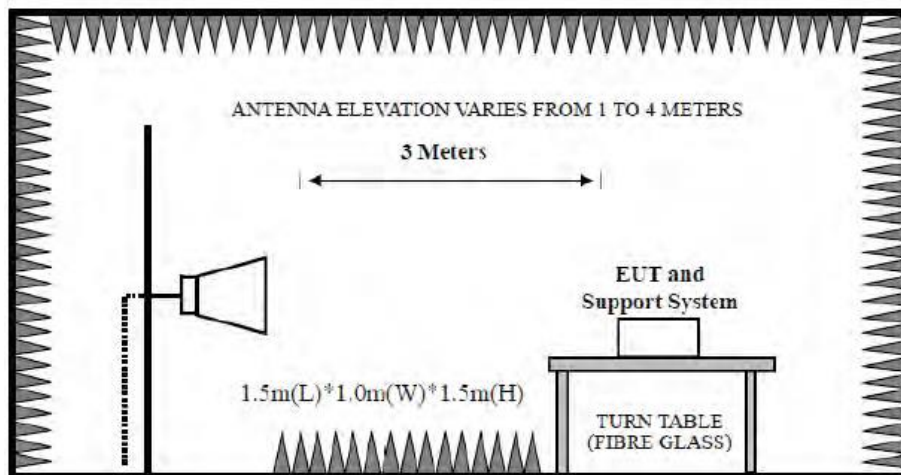 ANTENNA ELEVATION VARIES FROM 1 TO 4 METERS
3 Meters
EUT and
Support System
1.5m(L)*1.0m(W)*1.5m(H)
TURN TABLE
(FIBRE GLASS)